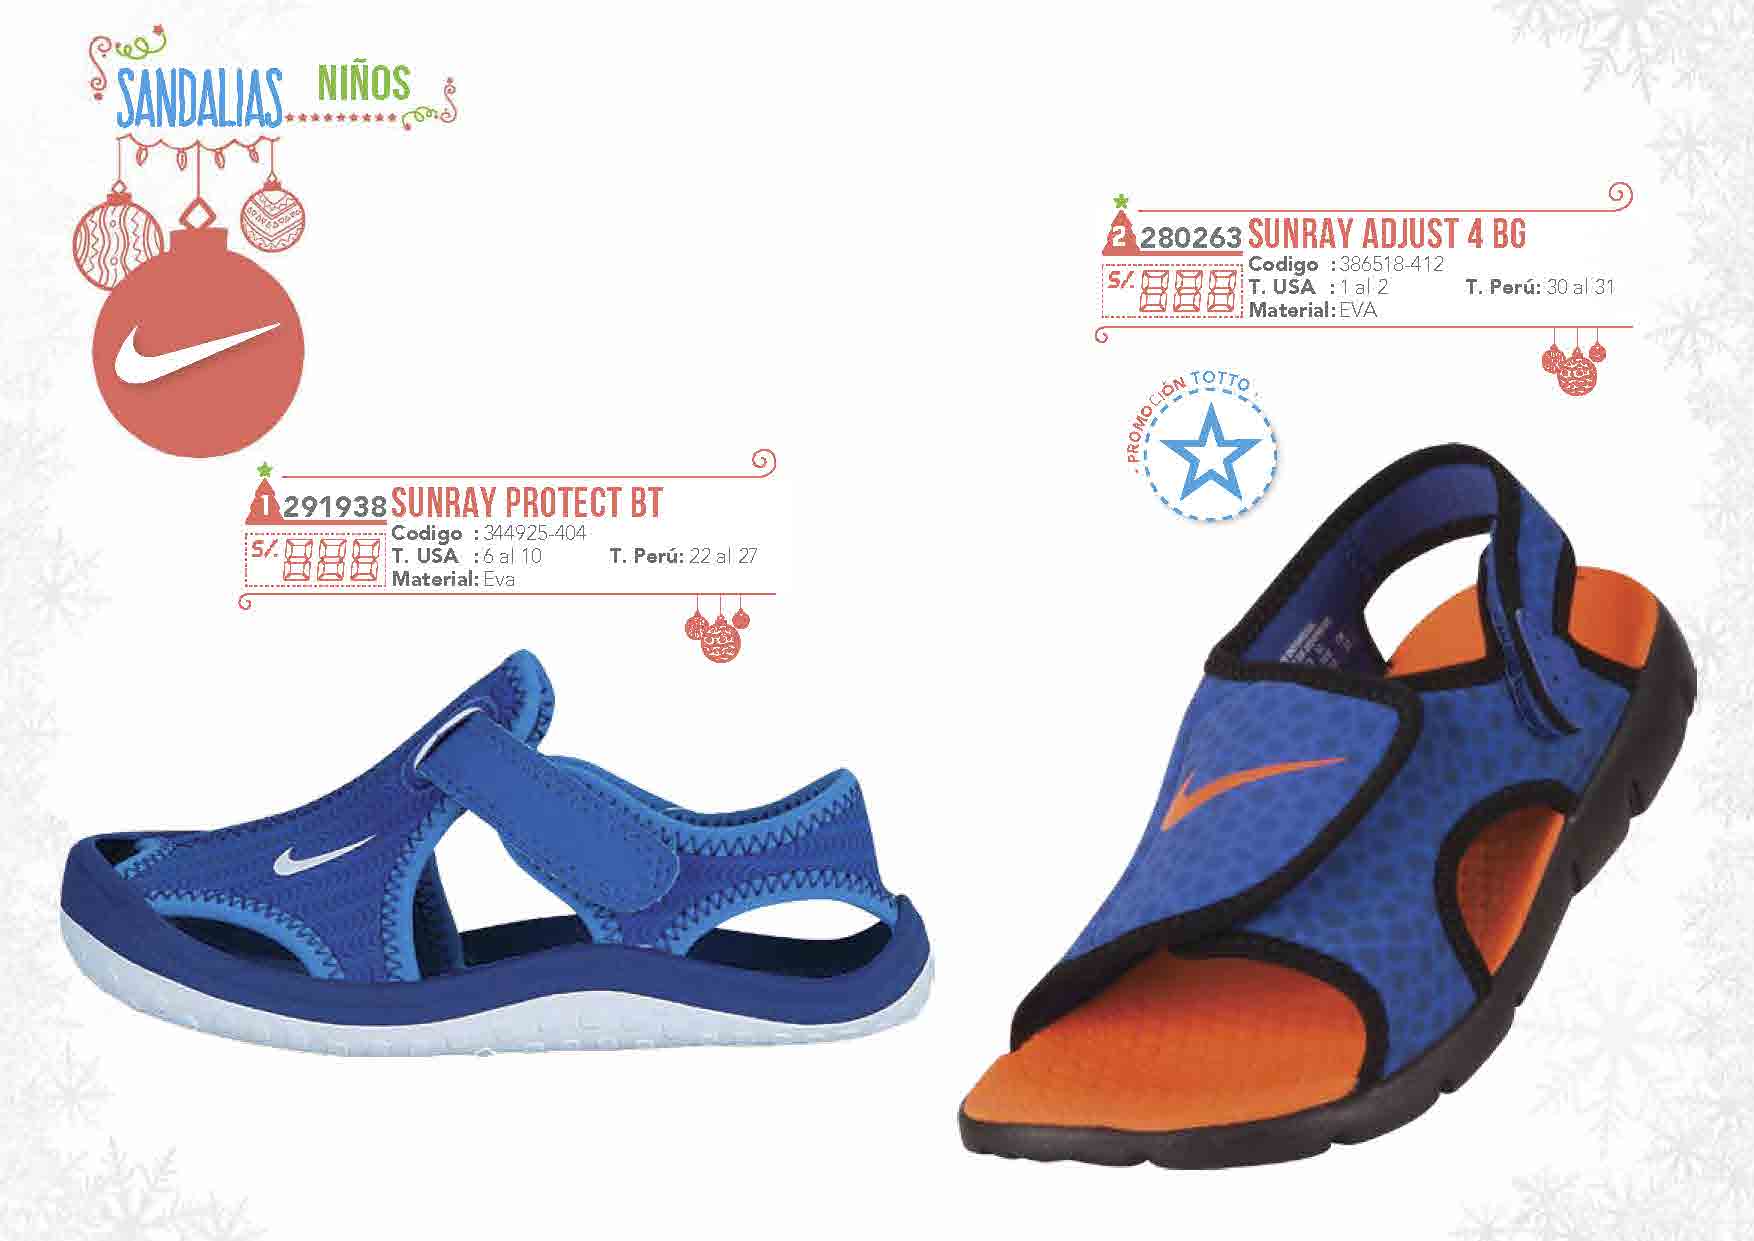 SANDALIAS NIÑOS
2 280263 SUNRAY ADJUST 4 BG
Codigo : 386518-412
S/.
T. USA : 1 al 2 T. Perú: 30 al 31
Material: EVA
· PROMOCIÓN TOTTO ·
1 291938 SUNRAY PROTECT BT
Codigo : 344925-404
S/.
T. USA : 6 al 10 T. Perú: 22 al 27
Material: Eva